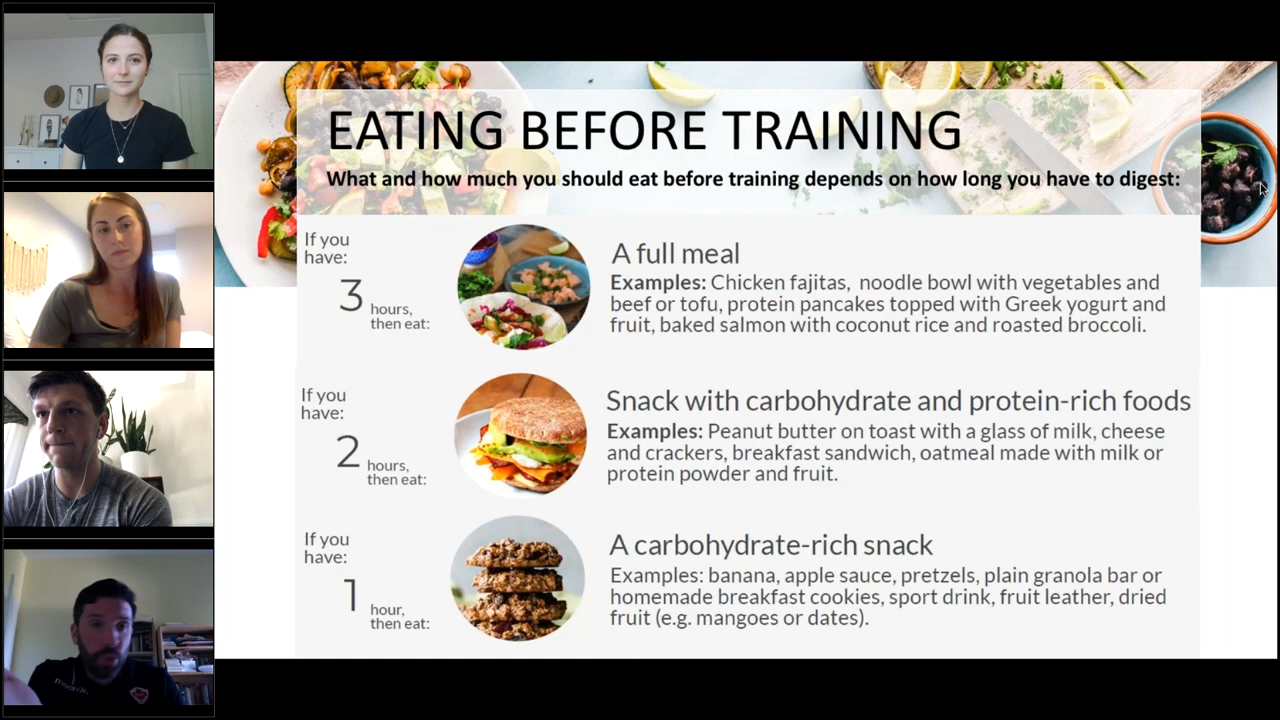 EATING BEFORE TRAINING
What and how much you should eat before training depends on how long you have to digest:
If you
have:
3 hours,
then eat:
A full meal
Examples: Chicken fajitas, noodle bowl with vegetables and
beef or tofu, protein pancakes topped with Greek yogurt and
fruit, baked salmon with coconut rice and roasted broccoli.
If you
have:
2 hours,
then eat:
Snack with carbohydrate and protein-rich foods
Examples: Peanut butter on toast with a glass of milk, cheese
and crackers, breakfast sandwich, oatmeal made with milk or
protein powder and fruit.
If you
have:
1 hour,
then eat:
A carbohydrate-rich snack
Examples: banana, apple sauce, pretzels, plain granola bar or
homemade breakfast cookies, sport drink, fruit leather, dried
fruit (e.g. mangoes or dates).